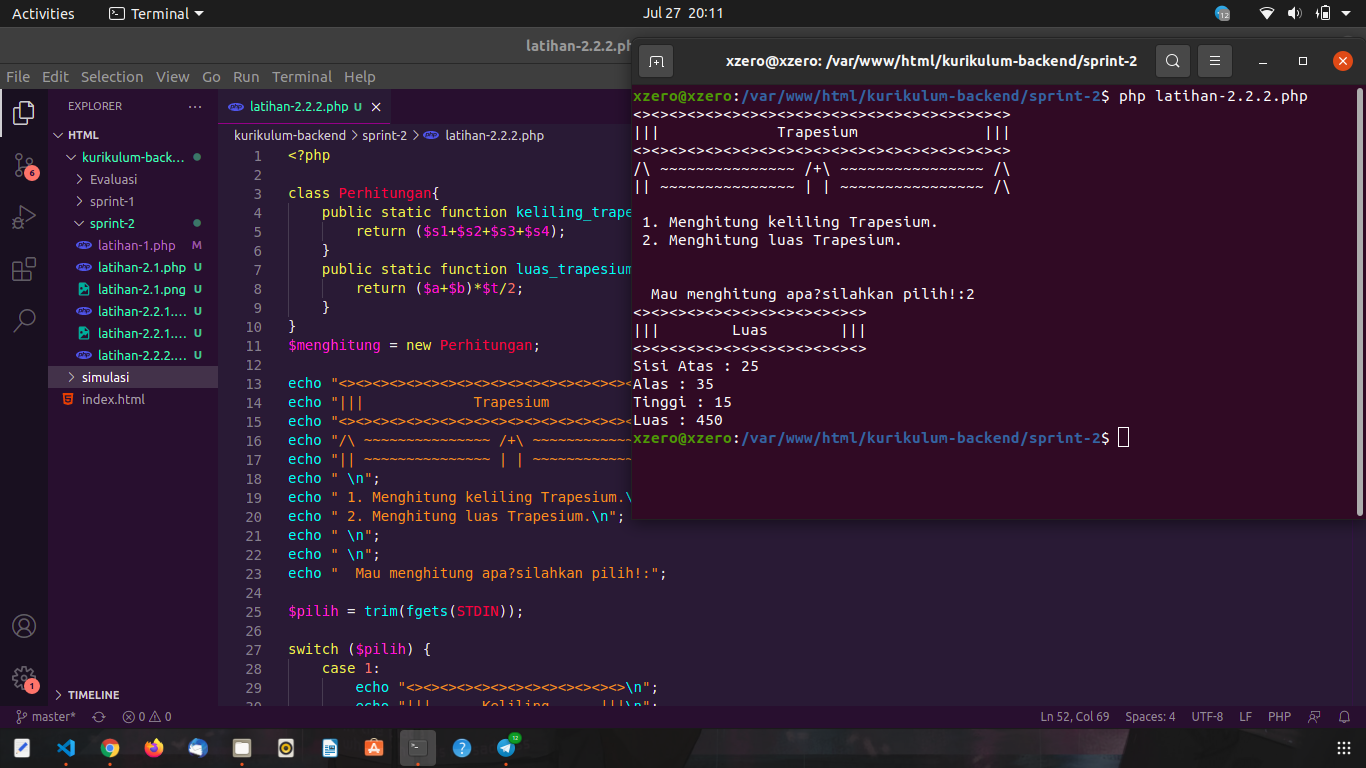 Activities
Terminal
Jul 27 20:11
12
latihan-2.2.2.ph
File Edit Selection View Go Run Terminal Help
EXPLORER
HTML
kurikulum-back...
Evaluasi
sprint-1
sprint-2
latihan-1.php M
latihan-2.1.php U
latihan-2.1.png U
latihan-2.2.1.... U
latihan-2.2.1.... U
latihan-2.2.2.... U
simulasi
index.html
TIMELINE
6
1
latihan-2.2.2.php U
kurikulum-backend > sprint-2 > latihan-2.2.2.php
1 <?php
2
3 class Perhitungan{
4     public static function keliling_trape
5         return ($s1+$s2+$s3+$s4);
6     }
7     public static function luas_trapesium
8         return ($a+$b)*$t/2;
9     }
10 }
11 $menghitung = new Perhitungan;
12
13 echo "<><><><><><><><><><><><><><><><><><
14 echo "|||             Trapesium
15 echo "<><><><><><><><><><><><><><><><><><
16 echo "/\ ~~~~~~~~~~~~~~~ /+\ ~~~~~~~~~~~~
17 echo "|| ~~~~~~~~~~~~~~~ | | ~~~~~~~~~~~~
18 echo " \n";
19 echo " 1. Menghitung keliling Trapesium.\
20 echo " 2. Menghitung luas Trapesium.\n";
21 echo " \n";
22 echo " \n";
23 echo "  Mau menghitung apa?silahkan pilih!:";
24
25 $pilih = trim(fgets(STDIN));
26
27 switch ($pilih) {
28     case 1:
29         echo "<><><><><><><><><><><><><>\n";
30         echo "|||      Keliling      |||\n";
xzero@xzero: /var/www/html/kurikulum-backend/sprint-2
xzero@xzero:/var/www/html/kurikulum-backend/sprint-2$ php latihan-2.2.2.php
<><><><><><><><><><><><><><><><><><><><><>
|||             Trapesium              |||
<><><><><><><><><><><><><><><><><><><><><>
/\ ~~~~~~~~~~~~~~~ /+\ ~~~~~~~~~~~~~~~~ /\
|| ~~~~~~~~~~~~~~~ | | ~~~~~~~~~~~~~~~~ /\
1. Menghitung keliling Trapesium.
2. Menghitung luas Trapesium.
Mau menghitung apa?silahkan pilih!:2
<><><><><><><><><><><><><>
|||        Luas        |||
<><><><><><><><><><><><><>
Sisi Atas : 25
Alas : 35
Tinggi : 15
Luas : 450
xzero@xzero:/var/www/html/kurikulum-backend/sprint-2$
master* 0 0
Ln 52, Col 69 Spaces: 4 UTF-8 LF PHP
12